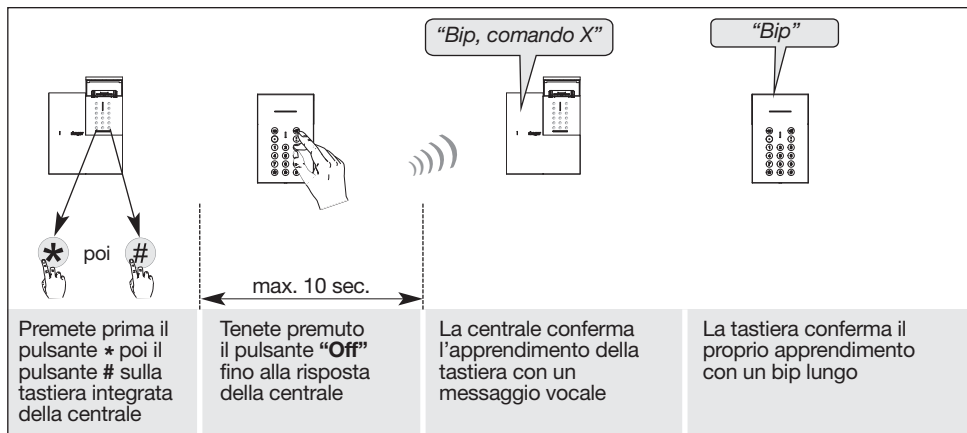 “Bip, comando X”
“Bip”
* poi #
max. 10 sec.
Premete prima il
pulsante * poi il
pulsante # sulla
tastiera integrata
della centrale
Tenete premuto
il pulsante “Off”
fino alla risposta
della centrale
La centrale conferma
l’apprendimento della
tastiera con un
messaggio vocale
La tastiera conferma il
proprio apprendimento
con un bip lungo